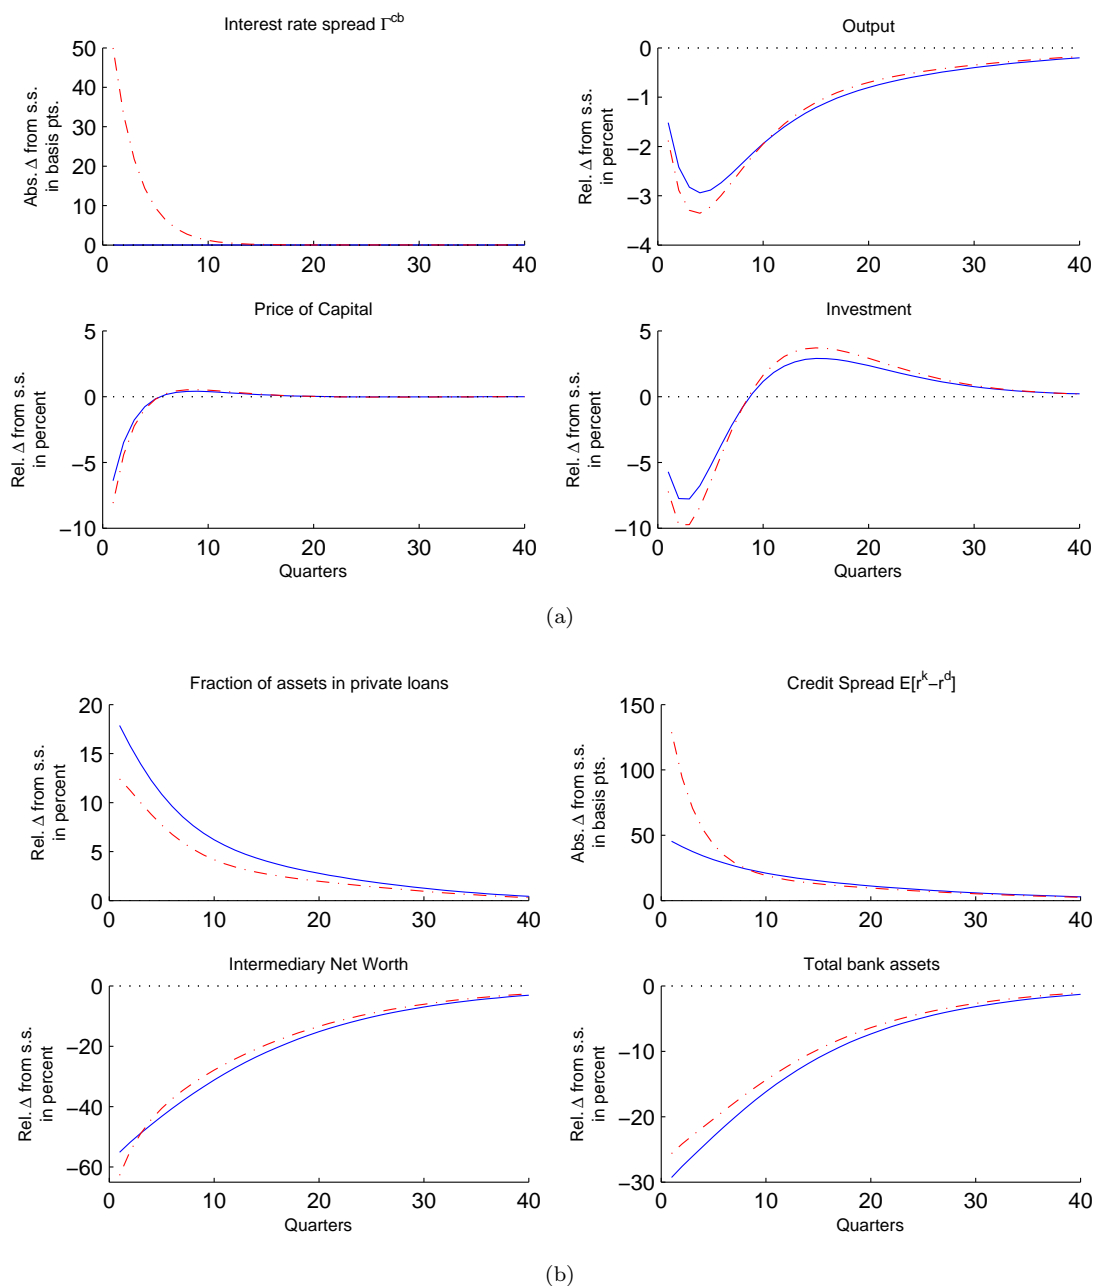 Interest rate spread Γ^cb
Abs. Δ from s.s.
in basis pts.
50
40
30
20
10
0
0 10 20 30 40
Output
Rel. Δ from s.s.
in percent
0
−1
−2
−3
−4
0 10 20 30 40
Price of Capital
Rel. Δ from s.s.
in percent
5
0
−5
−10
0 10 20 30 40
Quarters
Investment
Rel. Δ from s.s.
in percent
5
0
−5
−10
0 10 20 30 40
Quarters
(a)
Fraction of assets in private loans
Rel. Δ from s.s.
in percent
20
15
10
5
0
0 10 20 30 40
Credit Spread E[r^k−r^d]
Abs. Δ from s.s.
in basis pts.
150
100
50
0
0 10 20 30 40
Intermediary Net Worth
Rel. Δ from s.s.
in percent
0
−20
−40
−60
0 10 20 30 40
Quarters
Total bank assets
Rel. Δ from s.s.
in percent
0
−10
−20
−30
0 10 20 30 40
Quarters
(b)